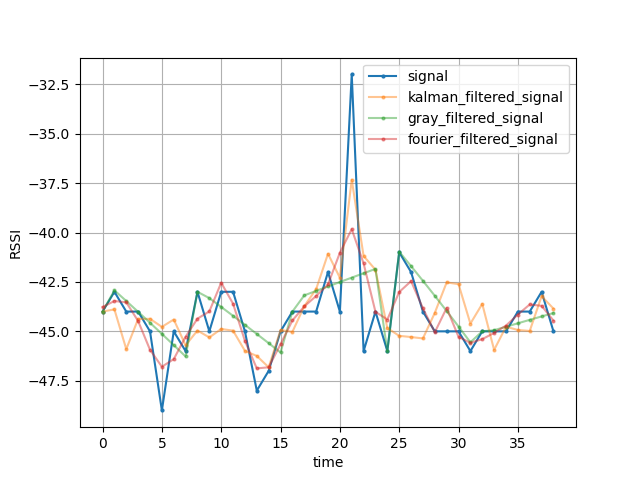 signal
kalman_filtered_signal
gray_filtered_signal
fourier_filtered_signal
−32.5
−35.0
−37.5
−40.0
−42.5
−45.0
−47.5
RSSI
0 5 10 15 20 25 30 35
time